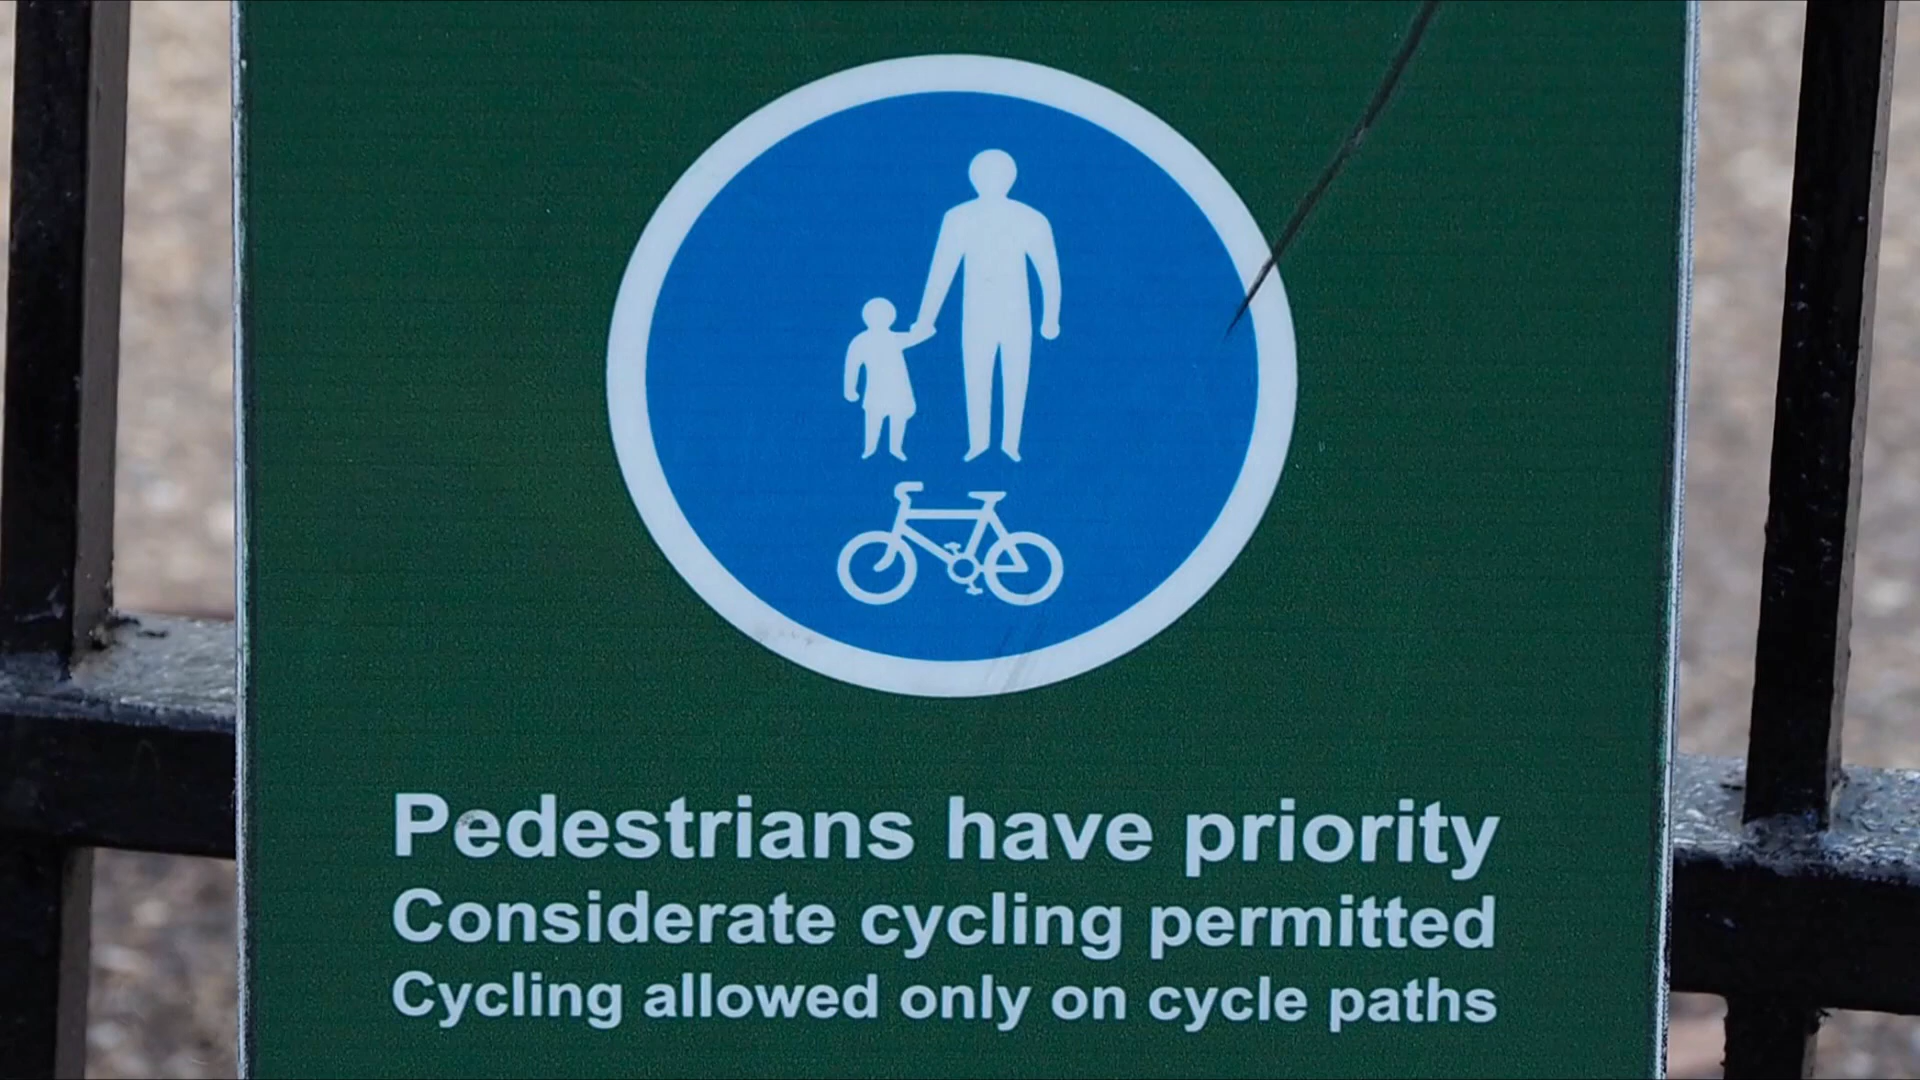 Pedestrians have priority
Considerate cycling permitted
Cycling allowed only on cycle paths